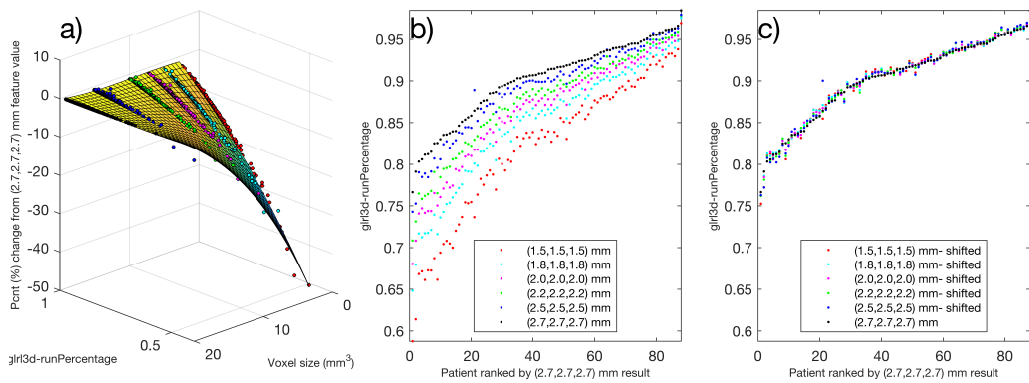 a)
Pcnt (%) change from (2.7,2.7,2.7) mm feature value
10
0
-10
-20
-30
-40
-50
1
0.5
20
10
0
glrl3d-runPercentage
Voxel size (mm3)
b)
glrl3d-runPercentage
0.95
0.9
0.85
0.8
0.75
0.7
0.65
0.6
(1.5,1.5,1.5) mm
(1.8,1.8,1.8) mm
(2.0,2.0,2.0) mm
(2.2,2.2,2.2) mm
(2.5,2.5,2.5) mm
(2.7,2.7,2.7) mm
0 20 40 60 80
Patient ranked by (2.7,2.7,2.7) mm result
c)
glrl3d-runPercentage
0.95
0.9
0.85
0.8
0.75
0.7
0.65
0.6
(1.5,1.5,1.5) mm- shifted
(1.8,1.8,1.8) mm- shifted
(2.0,2.0,2.0) mm- shifted
(2.2,2.2,2.2) mm- shifted
(2.5,2.5,2.5) mm- shifted
(2.7,2.7,2.7) mm
0 20 40 60 80
Patient ranked by (2.7,2.7,2.7) mm result